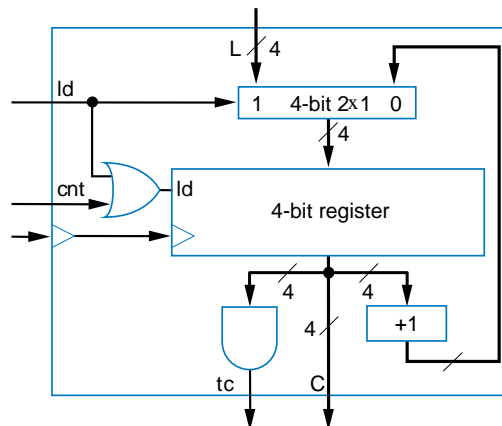 L 4
ld
1 4-bit 2x1 0
4
cnt
ld
4-bit register
4 4
4
+1
tc C